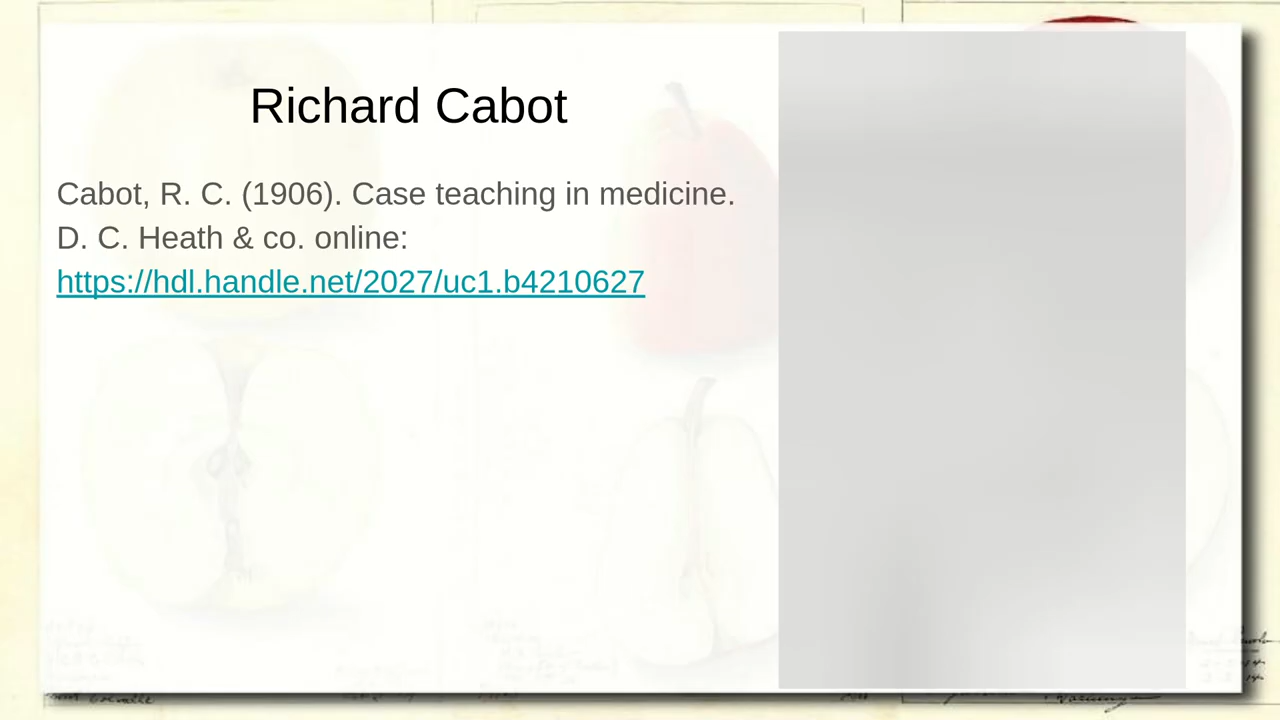 Richard Cabot
Cabot, R. C. (1906). Case teaching in medicine.
D. C. Heath & co. online:
https://hdl.handle.net/2027/uc1.b4210627